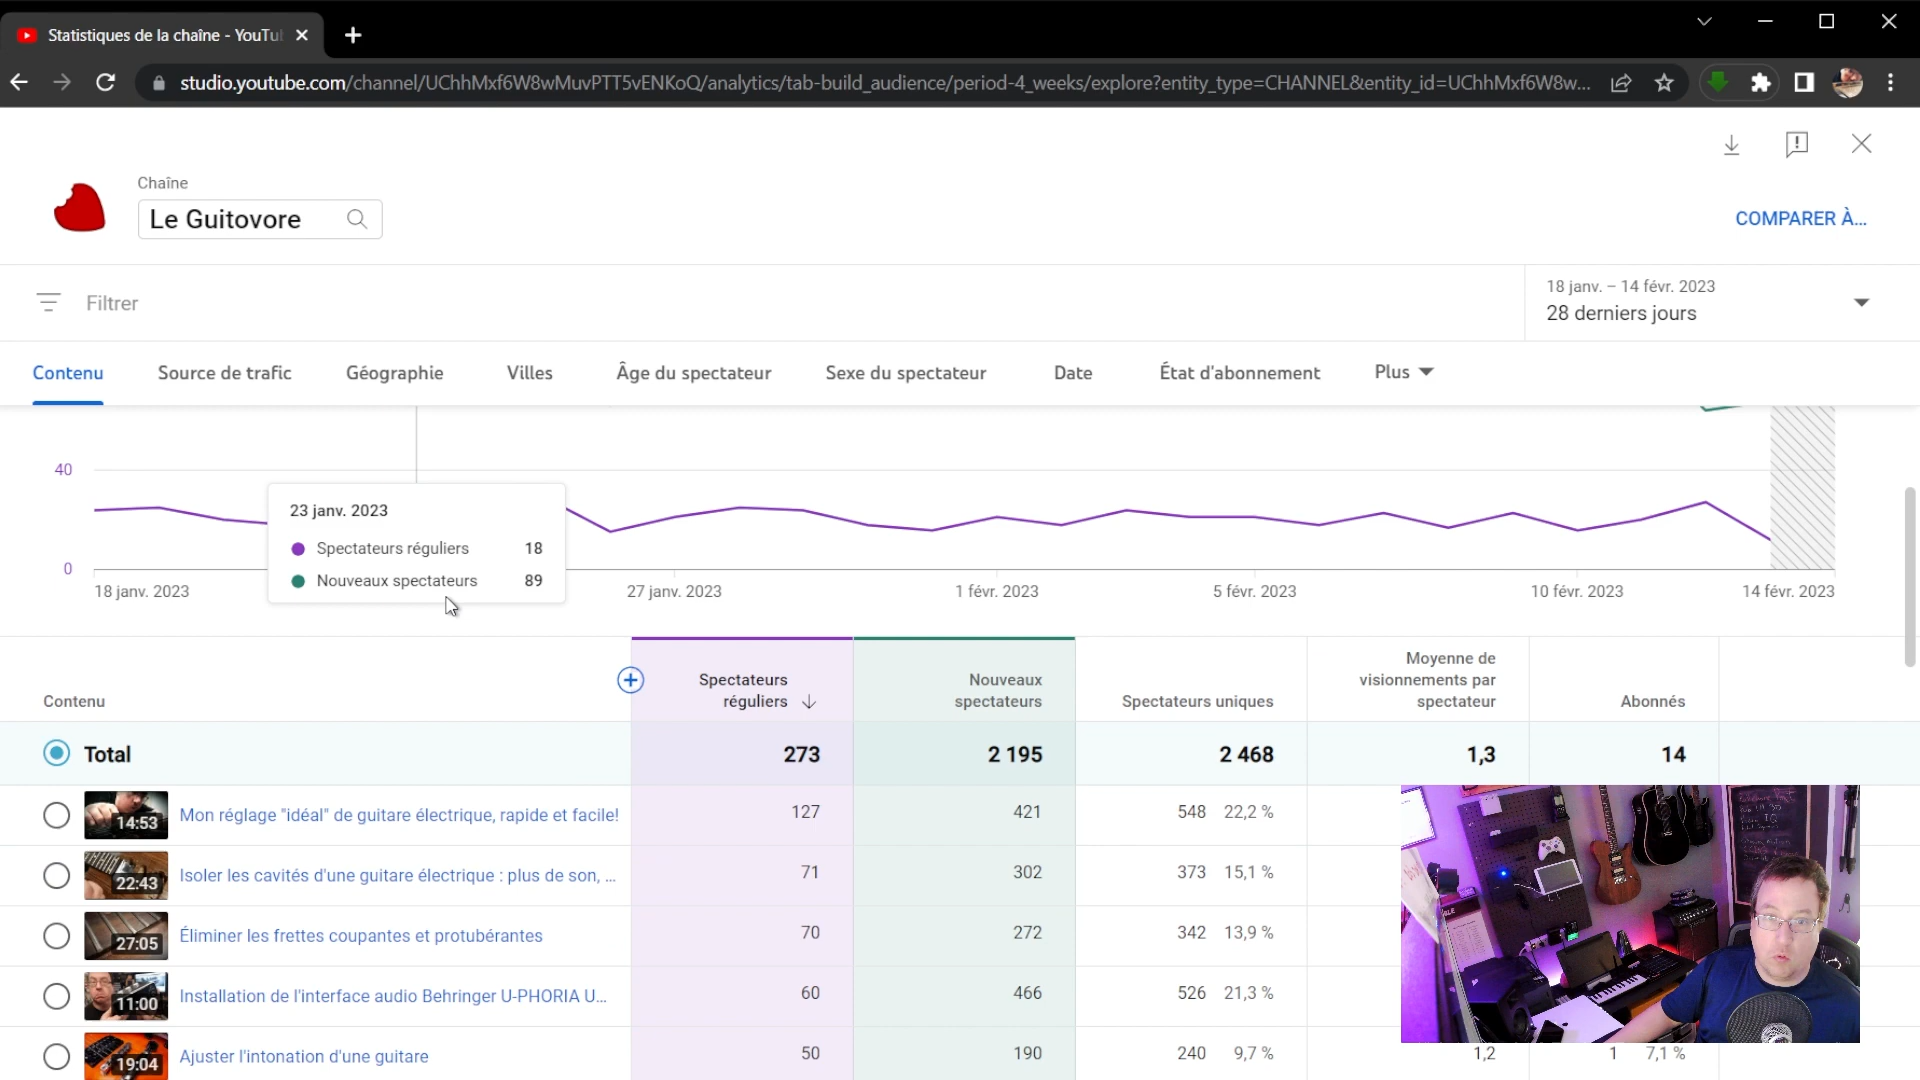 Statistiques de la chaîne - YouTu
studio.youtube.com/channel/UChhMxf6W8wMuvPTT5vENKoQ/analytics/tab-build_audience/period-4_weeks/explore?entity_type=CHANNEL&entity_id=UChhMxf6W8w...
Chaîne
Le Guitovore
COMPARER À...
Filtrer
18 janv. – 14 févr. 2023
28 derniers jours
Contenu Source de trafic Géographie Villes Âge du spectateur Sexe du spectateur Date État d'abonnement Plus
40
23 janv. 2023
Spectateurs réguliers 18
Nouveaux spectateurs 89
0
18 janv. 2023 27 janv. 2023 1 févr. 2023 5 févr. 2023 10 févr. 2023 14 févr. 2023
Contenu
Spectateurs
réguliers
Nouveaux
spectateurs
Spectateurs uniques
Moyenne de
visionnements par
spectateur
Abonnés
Total 273 2 195 2 468 1,3 14
14:53 Mon réglage "idéal" de guitare électrique, rapide et facile! 127 421 548 22,2 %
22:43 Isoler les cavités d'une guitare électrique : plus de son, ... 71 302 373 15,1 %
27:05 Éliminer les frettes coupantes et protubérantes 70 272 342 13,9 %
11:00 Installation de l'interface audio Behringer U-PHORIA U... 60 466 526 21,3 %
19:04 Ajuster l'intonation d'une guitare 50 190 240 9,7 % 1,2 1 7,1 %